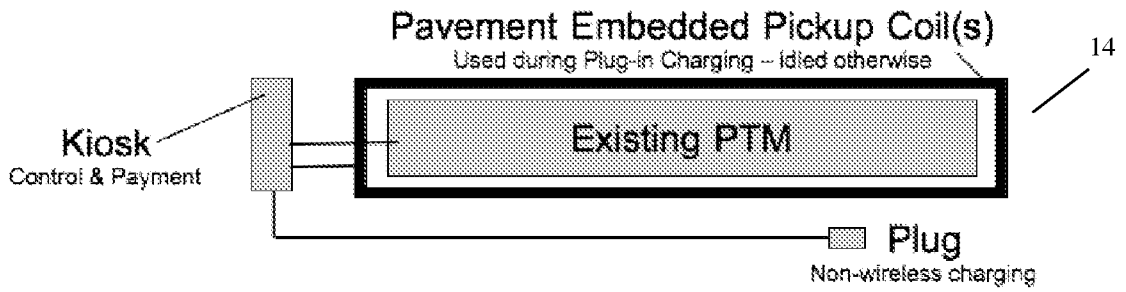 Pavement Embedded Pickup Coil(s)
Used during Plug-in Charging – idled otherwise
14
Existing PTM
Kiosk
Control & Payment
Plug
Non-wireless charging